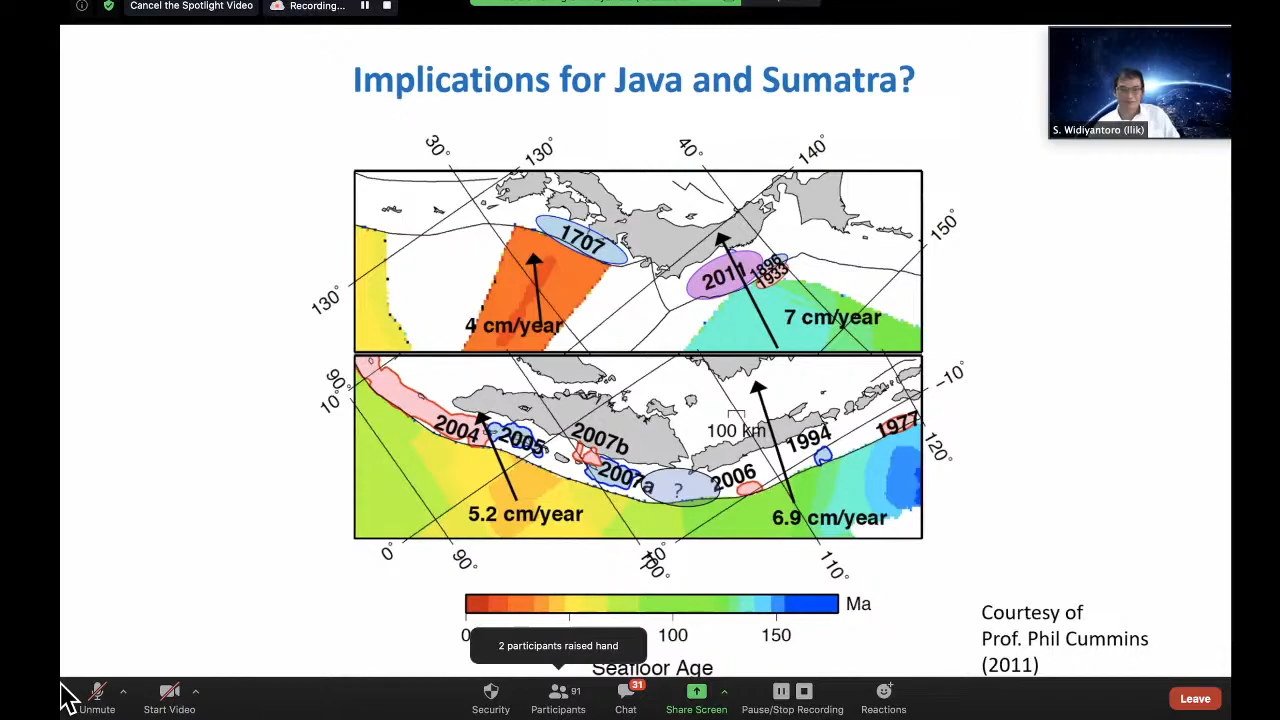 Cancel the Spotlight Video
Recording...
Implications for Java and Sumatra?
S. Widiyantoro (Ilik)
30°
130°
40°
140°
150°
130°
1707
2011
1896
1933
4 cm/year
7 cm/year
90°
10°
-10°
120°
2004
2005
2007b
2007a
?
2006
100 km
1994
1977
5.2 cm/year
6.9 cm/year
0°
90°
100°
110°
Ma
0
100
150
2 participants raised hand
Seafloor Age
Courtesy of
Prof. Phil Cummins
(2011)
Unmute
Start Video
Security
91
Participants
31
Chat
Share Screen
Pause/Stop Recording
Reactions
Leave